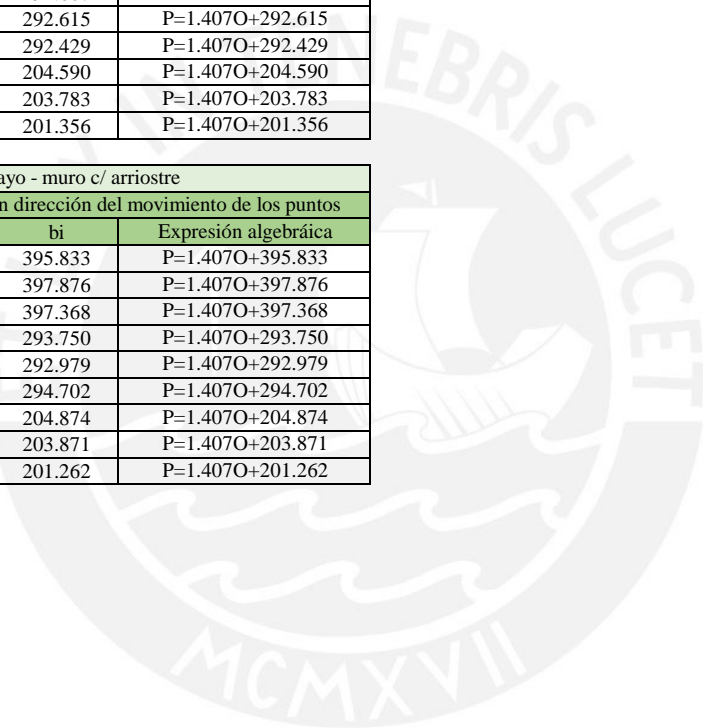 292.615 P=1.407O+292.615
292.429 P=1.407O+292.429
204.590 P=1.407O+204.590
203.783 P=1.407O+203.783
201.356 P=1.407O+201.356
ayo - muro c/ arriostre
n dirección del movimiento de los puntos
bi Expresión algebráica
395.833 P=1.407O+395.833
397.876 P=1.407O+397.876
397.368 P=1.407O+397.368
293.750 P=1.407O+293.750
292.979 P=1.407O+292.979
294.702 P=1.407O+294.702
204.874 P=1.407O+204.874
203.871 P=1.407O+203.871
201.262 P=1.407O+201.262
MCMXVII